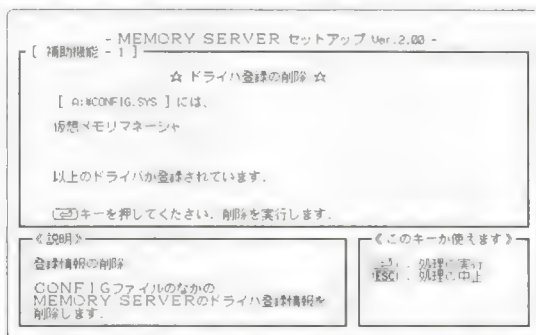 - MEMORY SERVER セットアップ Ver.2.00 -
[ 補助機能 - 1 ]
☆ ドライバ登録の削除 ☆
[ A:¥CONFIG.SYS ] には、
仮想メモリマネージャ
以上のドライバが登録されています.
キーを押してください. 削除を実行します.
《説明》
登録情報の削除
CONFIGファイルのなかの
MEMORY SERVERのドライバ登録情報を
削除します.
《このキーが使えます》
: 処理の実行
ESC : 処理の中止